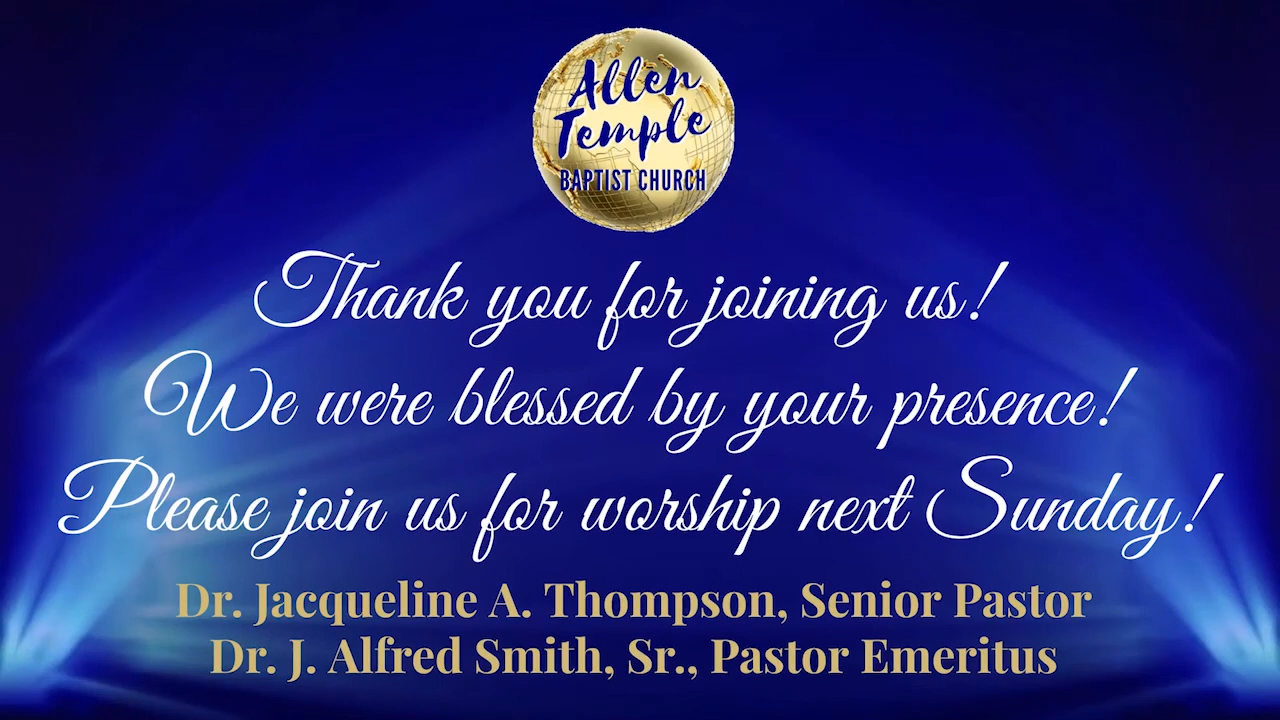 Allen
Temple
BAPTIST CHURCH
Thank you for joining us!
We were blessed by your presence!
Please join us for worship next Sunday!
Dr. Jacqueline A. Thompson, Senior Pastor
Dr. J. Alfred Smith, Sr., Pastor Emeritus